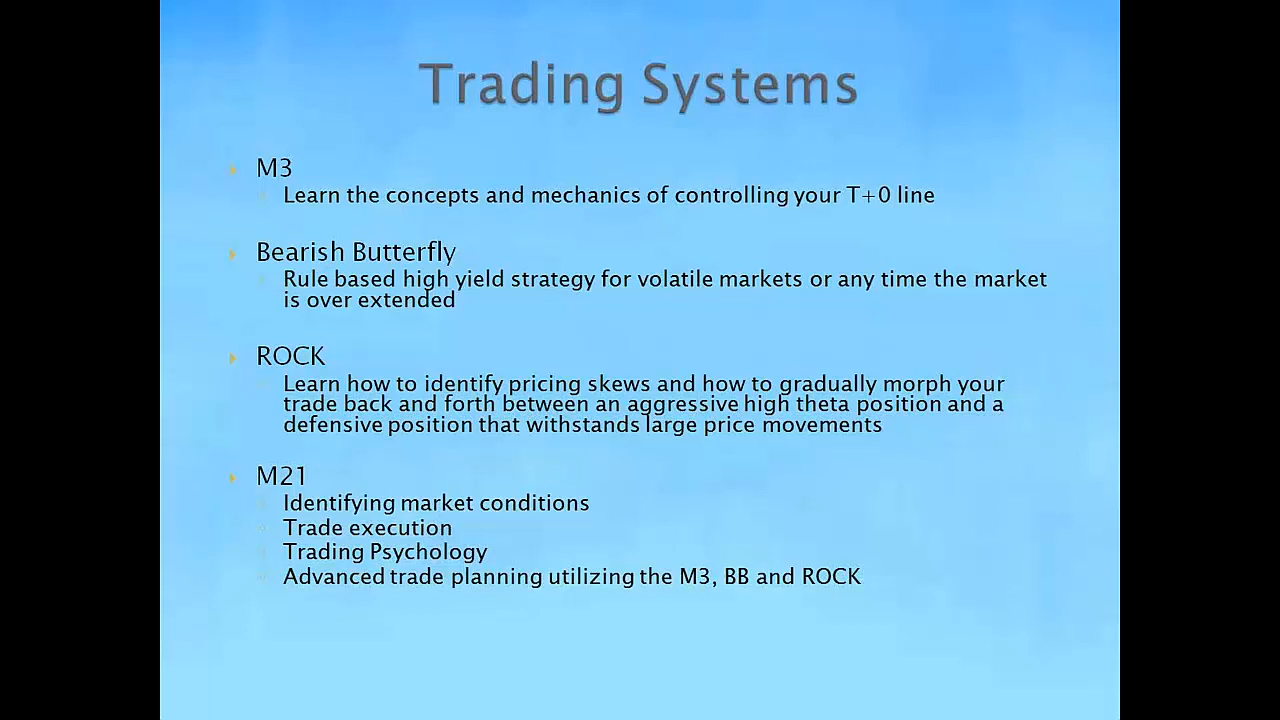 Trading Systems
M3
Learn the concepts and mechanics of controlling your T+0 line
Bearish Butterfly
Rule based high yield strategy for volatile markets or any time the market
is over extended
ROCK
Learn how to identify pricing skews and how to gradually morph your
trade back and forth between an aggressive high theta position and a
defensive position that withstands large price movements
M21
Identifying market conditions
Trade execution
Trading Psychology
Advanced trade planning utilizing the M3, BB and ROCK